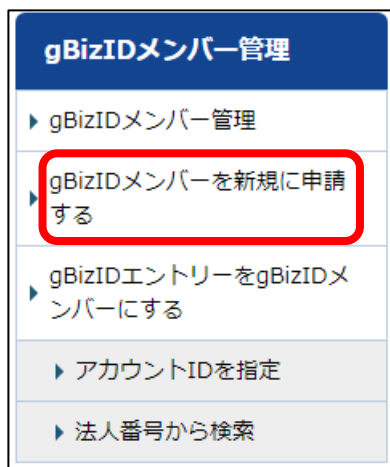 gBizIDメンバー管理
gBizIDメンバー管理
gBizIDメンバーを新規に申請
する
gBizIDエントリーをgBizIDメ
ンバーにする
アカウントIDを指定
法人番号から検索